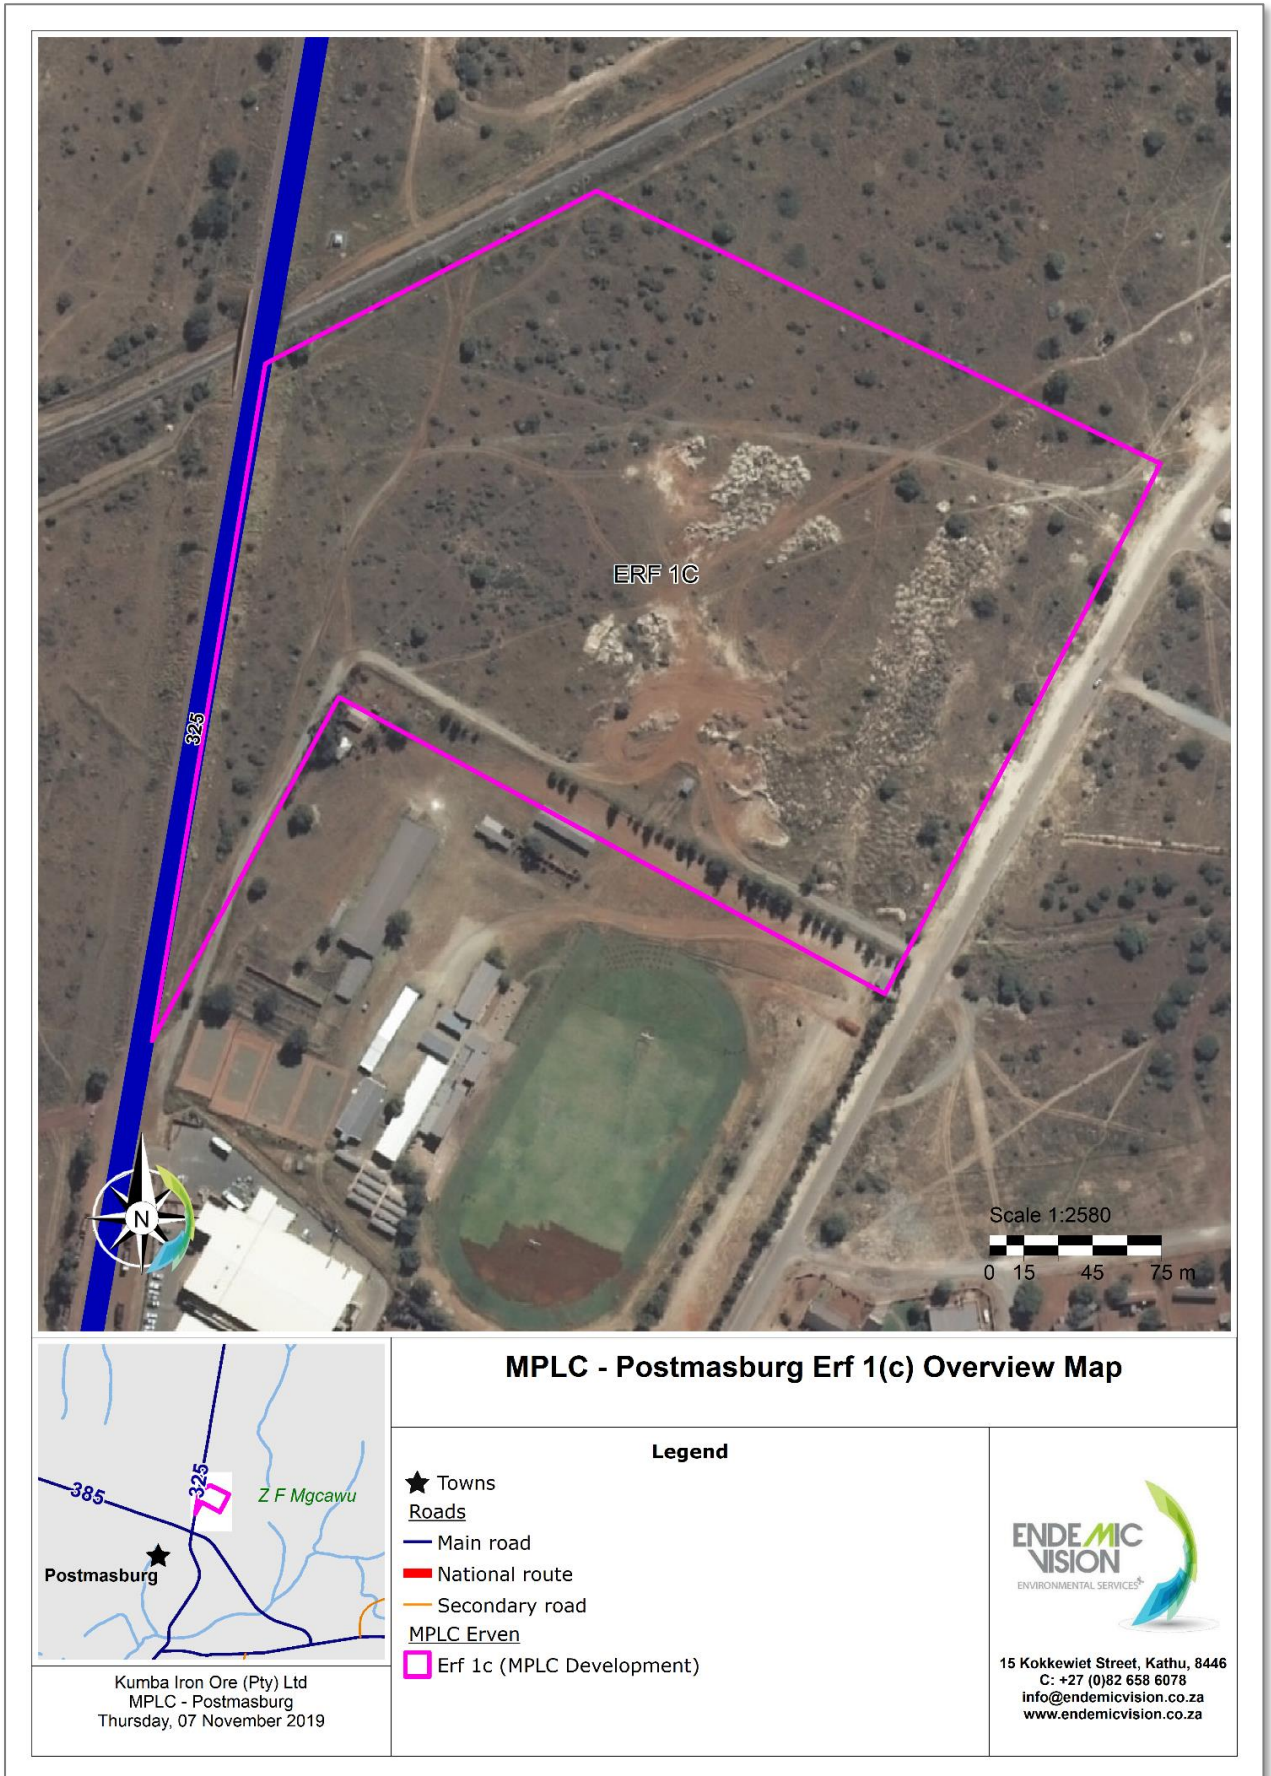 ERF 1C
325
N
Scale 1:2580
0 15 45 75 m
MPLC - Postmasburg Erf 1(c) Overview Map
385
325
Z F Mgcawu
Postmasburg
Kumba Iron Ore (Pty) Ltd
MPLC - Postmasburg
Thursday, 07 November 2019
Legend
Towns
Roads
Main road
National route
Secondary road
MPLC Erven
Erf 1c (MPLC Development)
ENDEMIC
VISION
ENVIRONMENTAL SERVICES
15 Kokkewiet Street, Kathu, 8446
C: +27 (0)82 658 6078
info@endemicvision.co.za
www.endemicvision.co.za